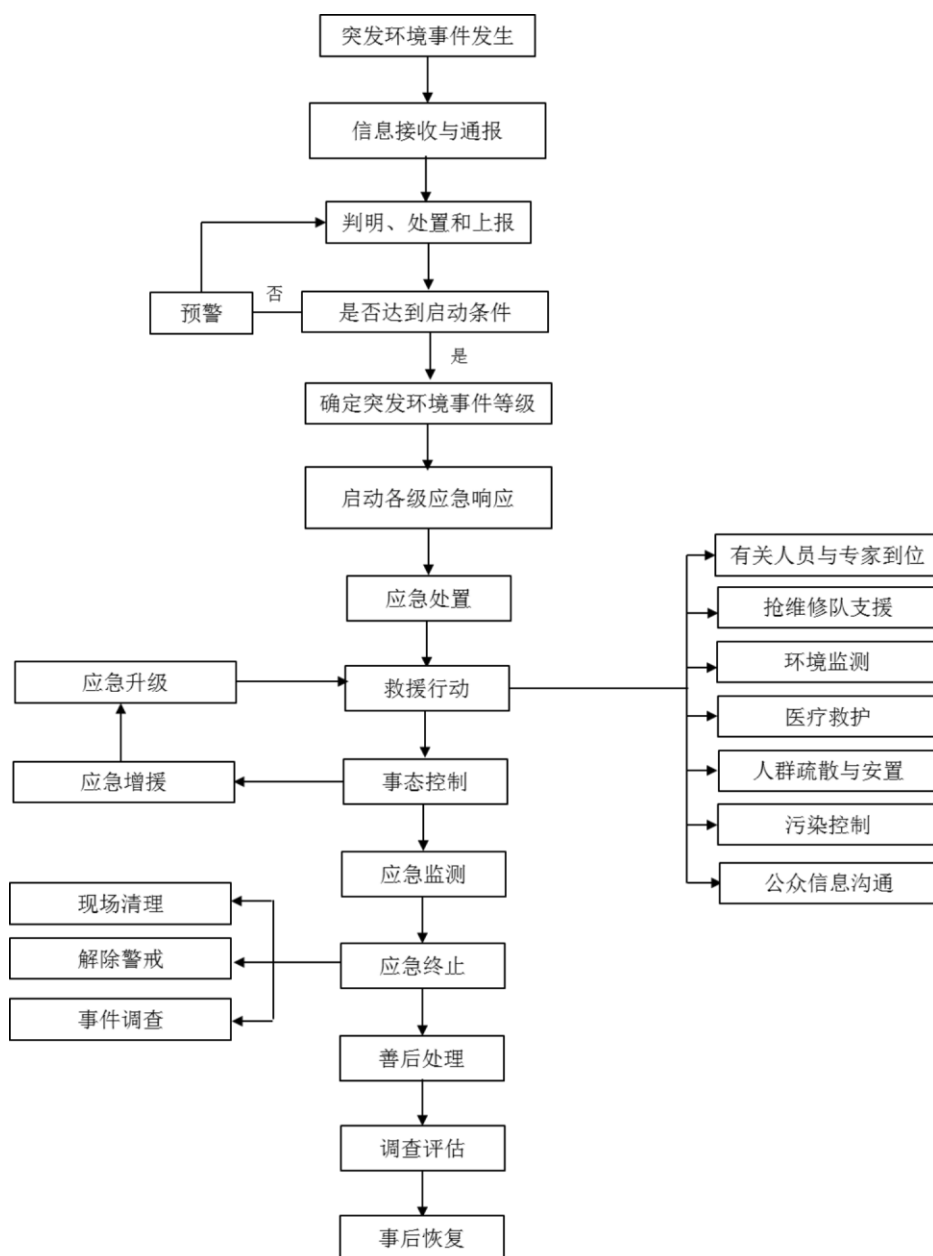 突发环境事件发生
信息接收与通报
判明、处置和上报
预警
否
是否达到启动条件
是
确定突发环境事件等级
启动各级应急响应
应急处置
救援行动
应急升级
应急增援
事态控制
有关人员与专家到位
抢维修队支援
环境监测
医疗救护
人群疏散与安置
污染控制
公众信息沟通
应急监测
现场清理
解除警戒
事件调查
应急终止
善后处理
调查评估
事后恢复